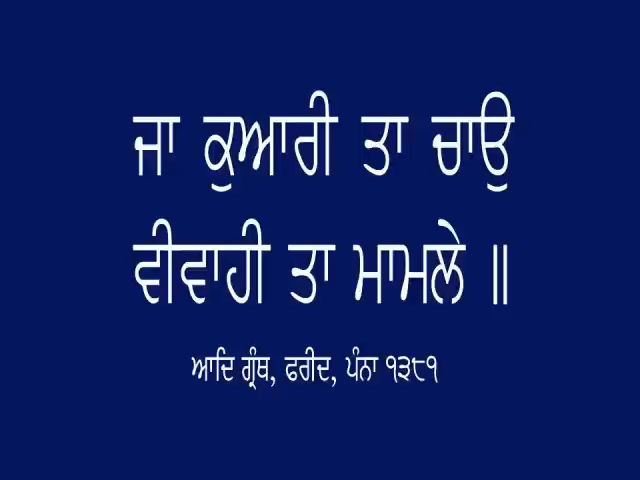 ਜਾ ਕੁਆਰੀ ਤਾ ਚਾਉ
ਵੀਵਾਹੀ ਤਾ ਮਾਮਲੇ ॥
ਆਦਿ ਗ੍ਰੰਥ, ਫਰੀਦ, ਪੰਨਾ ੧੩੮੧